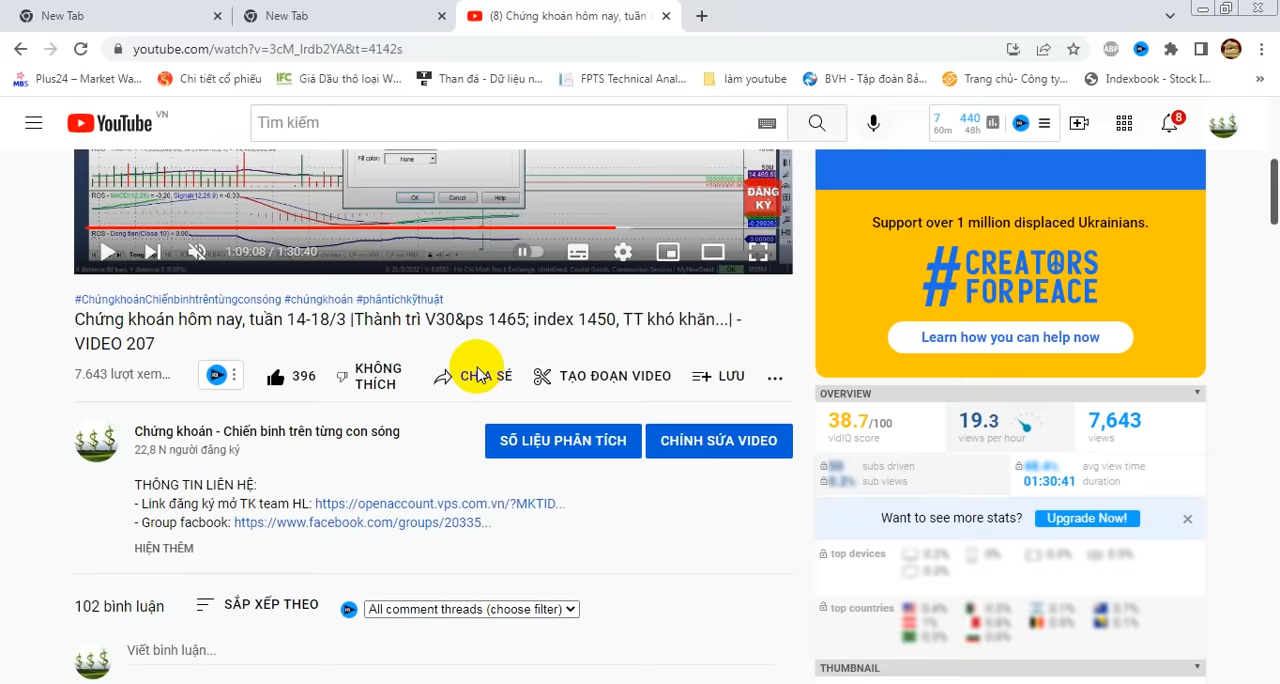 New Tab
New Tab
(8) Chứng khoán hôm nay, tuần
youtube.com/watch?v=3cM_lrdb2YA&t=4142s
ABP
MBS Plus24 – Market Wa...
Chi tiết cổ phiếu
IFC Giá Dầu thô loại W...
Than đá - Dữ liệu n...
FPTS Technical Anal...
làm youtube
BVH - Tập đoàn Bả...
Trang chủ- Công ty...
Indexbook - Stock I...
YouTube VN
Tìm kiếm
7 60m
440 48h
8
Fill color: None
OK Cancel Help
ĐĂNG KÝ
1:09:08 / 1:30:40
#ChứngkhoánChiếnbinhtrêntừngconsóng #chứngkhoán #phântíchkỹthuật
Chứng khoán hôm nay, tuần 14-18/3 |Thành trì V30&ps 1465; index 1450, TT khó khăn...| -
VIDEO 207
7.643 lượt xem...
396
KHÔNG THÍCH
CHIA SẺ
TẠO ĐOẠN VIDEO
LƯU
Chứng khoán - Chiến binh trên từng con sóng
22,8 N người đăng ký
SỐ LIỆU PHÂN TÍCH
CHỈNH SỬA VIDEO
THÔNG TIN LIÊN HỆ:
- Link đăng ký mở TK team HL: https://openaccount.vps.com.vn/?MKTID...
- Group facbook: https://www.facebook.com/groups/20335...
HIỆN THÊM
102 bình luận
SẮP XẾP THEO
All comment threads (choose filter)
Viết bình luận...
Support over 1 million displaced Ukrainians.
#CREATORS
FORPEACE
Learn how you can help now
OVERVIEW
38.7/100
vidIQ score
19.3
views per hour
7,643
views
subs driven
sub views
avg view time
01:30:41 duration
Want to see more stats? Upgrade Now!
top devices
top countries
THUMBNAIL